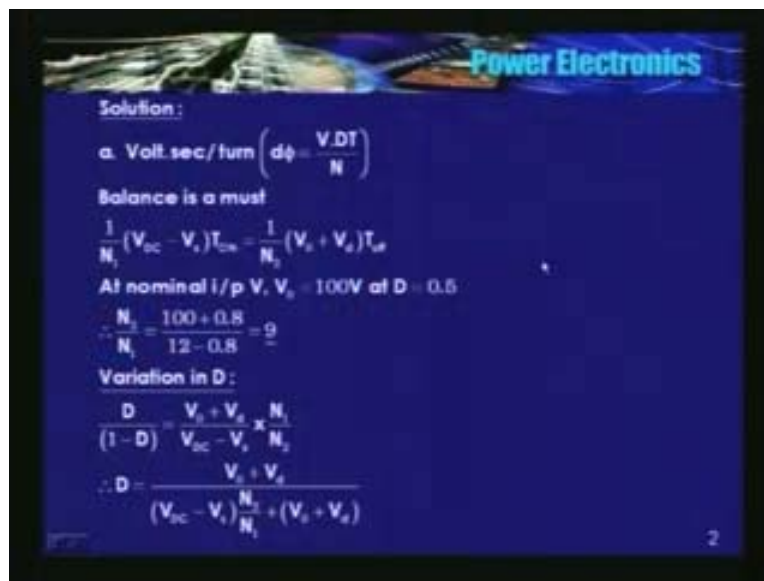 Power Electronics
Solution :
a. Volt.sec/turn (dϕ = V.DT / N)
Balance is a must
1/N₁ (V_DC − V_s)T_ON = 1/N₂ (V₀ + V_d)T_off
At nominal i/p V, V₀ = 100V at D = 0.5
∴ N₂/N₁ = (100 + 0.8)/(12 − 0.8) = 9
Variation in D :
D/(1 − D) = (V₀ + V_d)/(V_DC − V_s) x N₁/N₂
∴ D = (V₀ + V_d) / ((V_DC − V_s) N₂/N₁ + (V₀ + V_d))
2